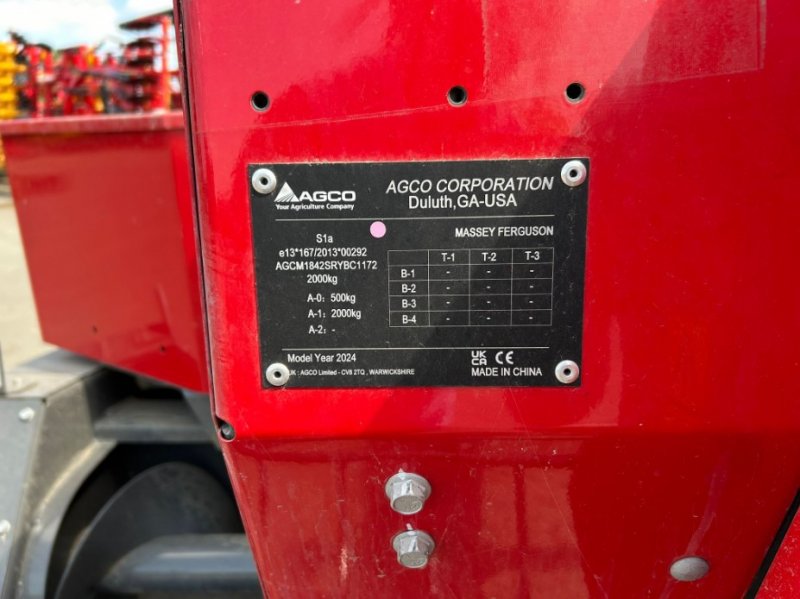 AGCO
Your Agriculture Company
AGCO CORPORATION
Duluth,GA-USA
MASSEY FERGUSON
S1a
e13*167/2013*00292
AGCM1842SRYBC1172
2000kg
A-0: 500kg
A-1: 2000kg
A-2: -
T-1 T-2 T-3
B-1 - - -
B-2 - - -
B-3 - - -
B-4 - - -
Model Year 2024
UK CA CE
UK : AGCO Limited - CV8 2TQ , WARWICKSHIRE
MADE IN CHINA